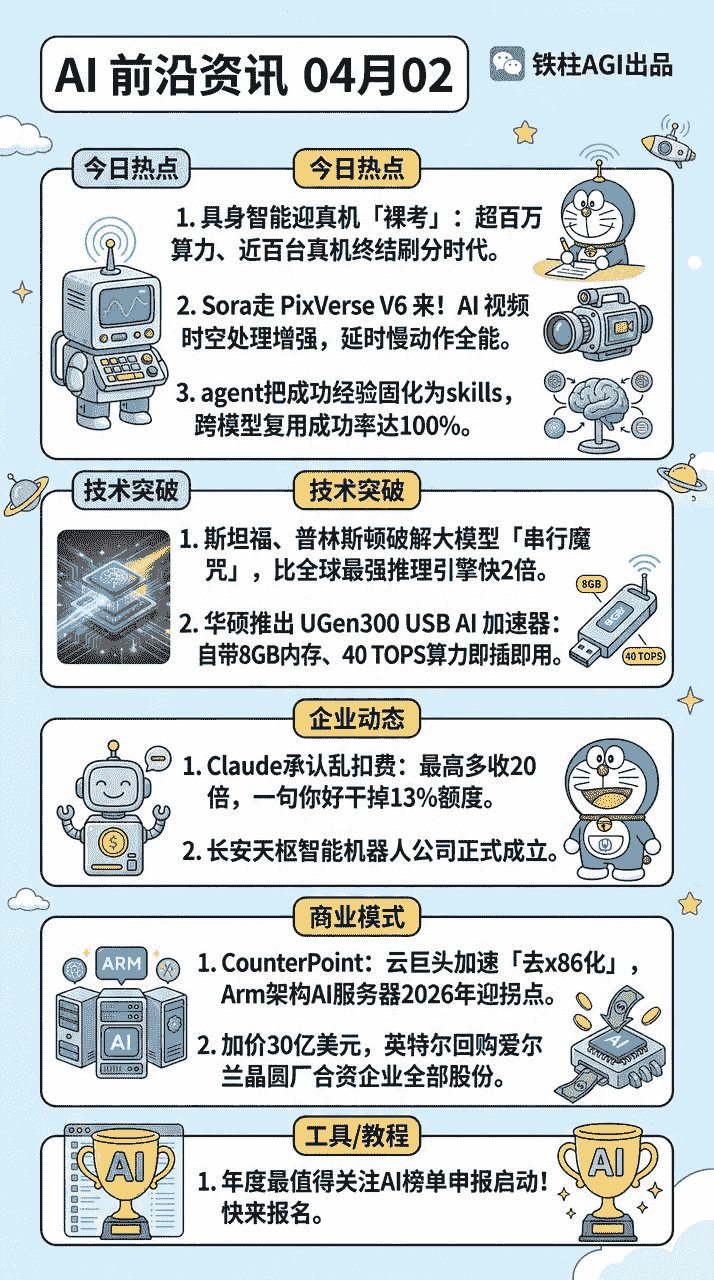 AI 前沿资讯 04月02
铁柱AGI出品
今日热点
今日热点
1. 具身智能迎真机「裸考」：超百万
算力、近百台真机终结刷分时代。
2. Sora走 PixVerse V6 来！AI 视频
时空处理增强，延时慢动作全能。
3. agent把成功经验固化为skills，
跨模型复用成功率达100%。
技术突破
技术突破
1. 斯坦福、普林斯顿破解大模型「串行魔
咒」，比全球最强推理引擎快2倍。
8GB
2. 华硕推出 UGen300 USB AI 加速器：
自带8GB内存、40 TOPS算力即插即用。
40 TOPS
企业动态
1. Claude承认乱扣费：最高多收20
倍，一句你好干掉13%额度。
2. 长安天枢智能机器人公司正式成立。
商业模式
ARM
AI
1. CounterPoint：云巨头加速「去x86化」，
Arm架构AI服务器2026年迎拐点。
2. 加价30亿美元，英特尔回购爱尔
兰晶圆厂合资企业全部股份。
AI
工具/教程
AI
1. 年度最值得关注AI榜单申报启动！
快来报名。
AI